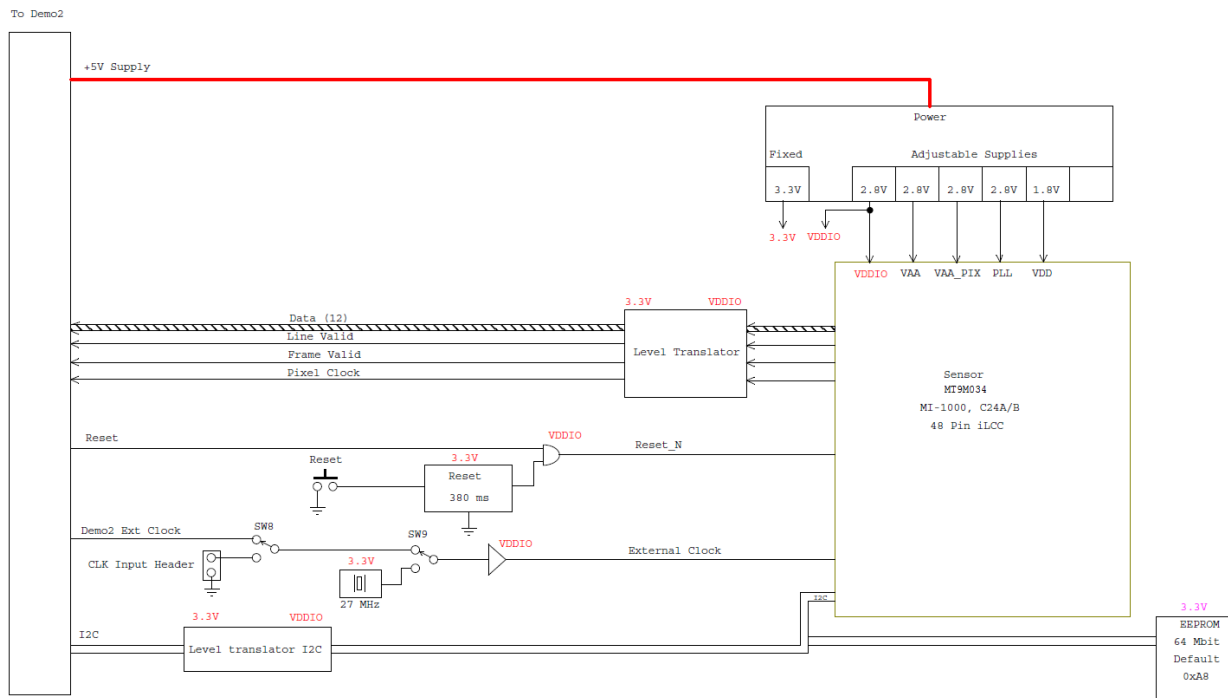 To Demo2
+5V Supply
Power
Fixed
Adjustable Supplies
3.3V
2.8V
2.8V
2.8V
2.8V
1.8V
3.3V
VDDIO
VDDIO
VAA
VAA_PIX
PLL
VDD
3.3V
VDDIO
Data (12)
Line Valid
Frame Valid
Pixel Clock
Level Translator
Sensor
MT9M034
MI-1000, C24A/B
48 Pin iLCC
Reset
VDDIO
Reset_N
Reset
3.3V
Reset
380 ms
Demo2 Ext Clock
SW8
SW9
VDDIO
External Clock
CLK Input Header
3.3V
27 MHz
I2C
3.3V
VDDIO
I2C
Level translator I2C
3.3V
EEPROM
64 Mbit
Default
0xA8